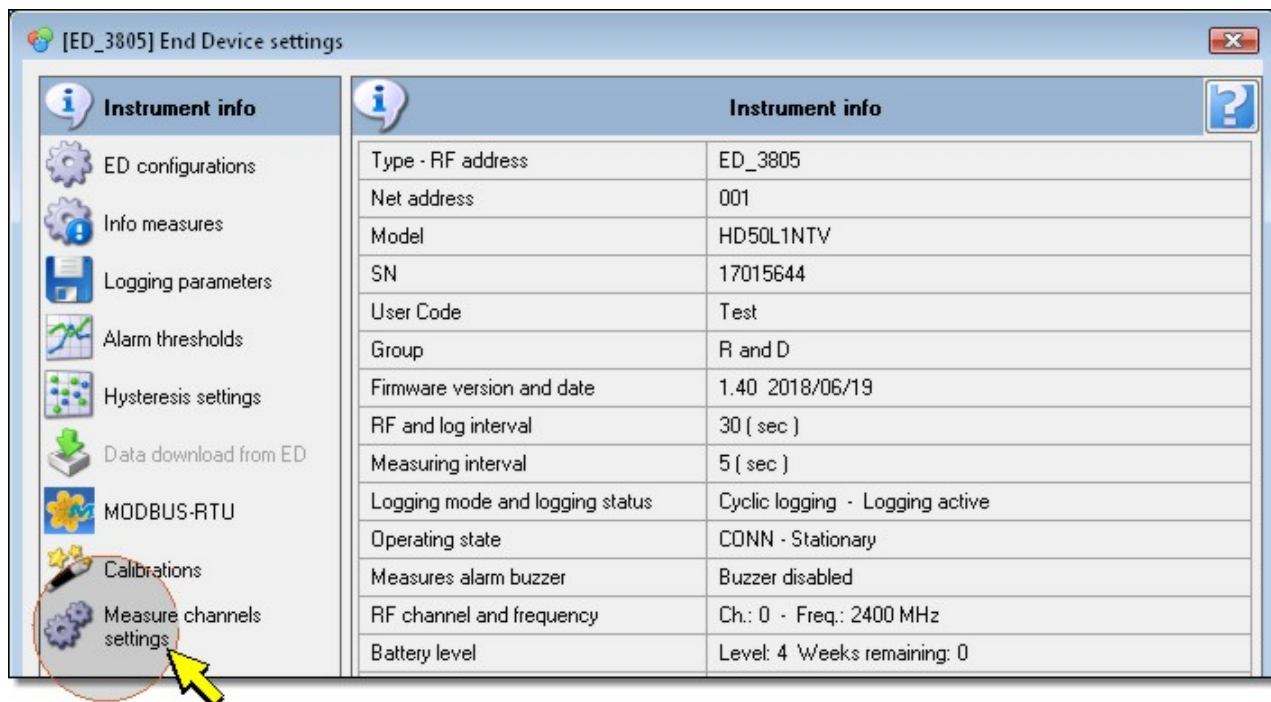 [ED_3805] End Device settings
Instrument info
ED configurations
Info measures
Logging parameters
Alarm thresholds
Hysteresis settings
Data download from ED
MODBUS-RTU
Calibrations
Measure channels
settings
Instrument info
Type - RF address ED_3805
Net address 001
Model HD50L1NTV
SN 17015644
User Code Test
Group R and D
Firmware version and date 1.40 2018/06/19
RF and log interval 30 ( sec )
Measuring interval 5 ( sec )
Logging mode and logging status Cyclic logging - Logging active
Operating state CONN - Stationary
Measures alarm buzzer Buzzer disabled
RF channel and frequency Ch.: 0 - Freq.: 2400 MHz
Battery level Level: 4 Weeks remaining: 0